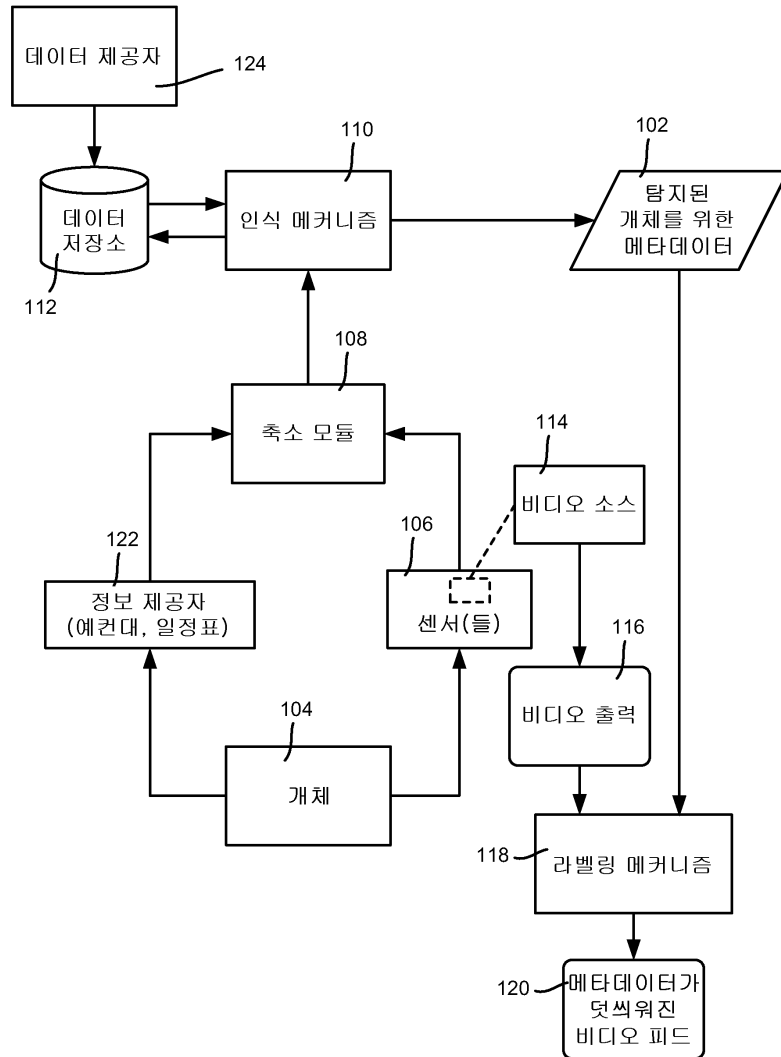 데이터 제공자
124
110
102
데이터
저장소
인식 메커니즘
탐지된
개체를 위한
메타데이터
112
108
축소 모듈
114
비디오 소스
122
106
정보 제공자
(예컨대, 일정표)
센서(들)
116
비디오 출력
104
개체
118
라벨링 메커니즘
120
메타데이터가
덧씌워진
비디오 피드